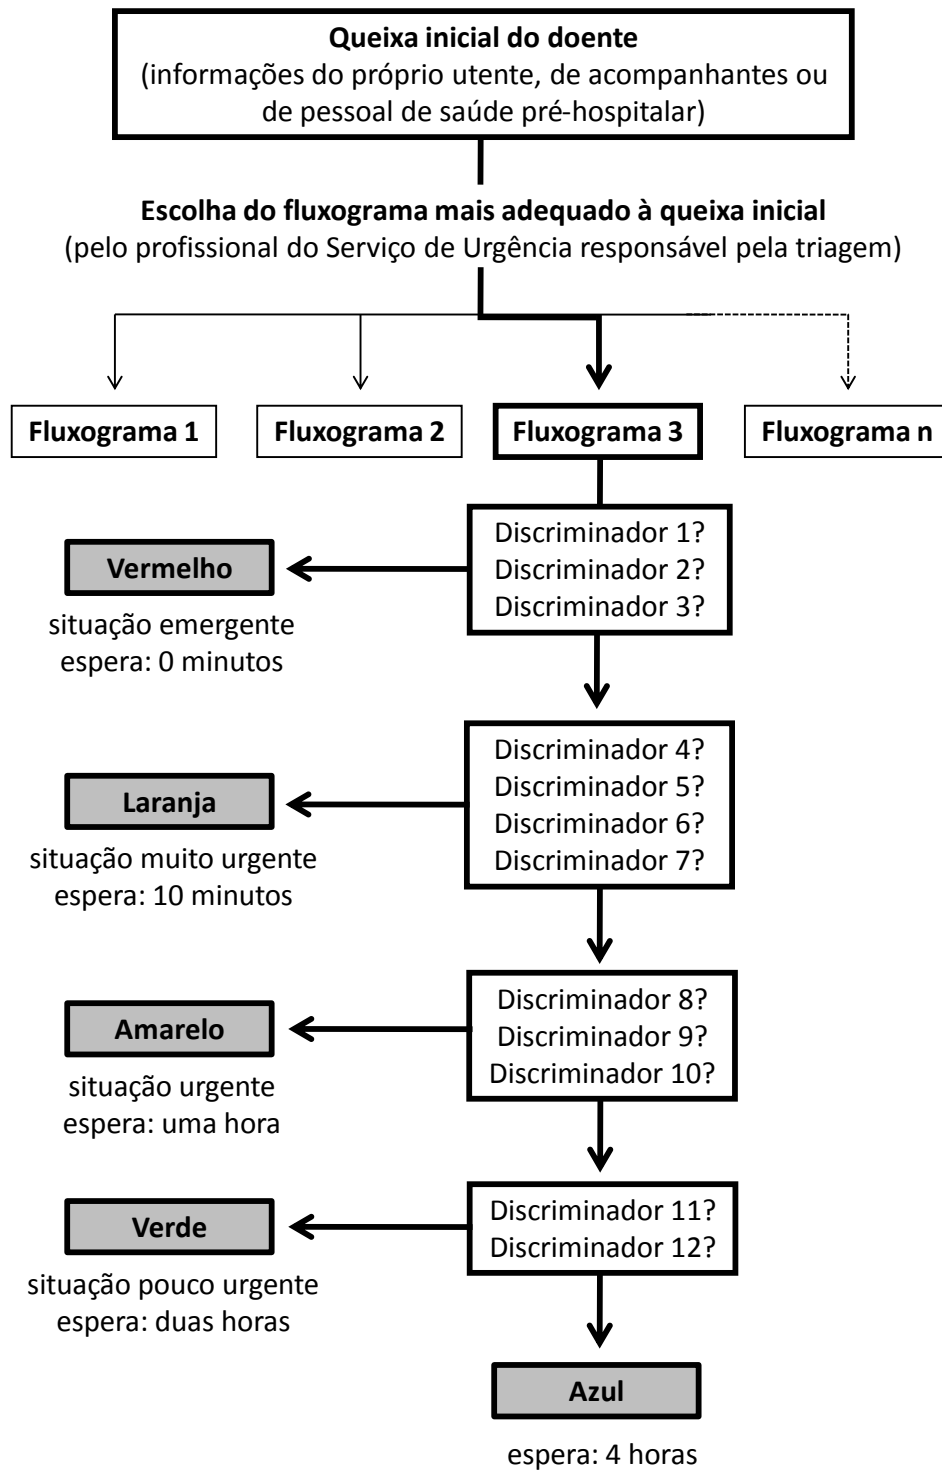 Queixa inicial do doente
(informações do próprio utente, de acompanhantes ou
de pessoal de saúde pré-hospitalar)
Escolha do fluxograma mais adequado à queixa inicial
(pelo profissional do Serviço de Urgência responsável pela triagem)
Fluxograma 1
Fluxograma 2
Fluxograma 3
Fluxograma n
Discriminador 1?
Discriminador 2?
Discriminador 3?
Vermelho
situação emergente
espera: 0 minutos
Discriminador 4?
Discriminador 5?
Discriminador 6?
Discriminador 7?
Laranja
situação muito urgente
espera: 10 minutos
Discriminador 8?
Discriminador 9?
Discriminador 10?
Amarelo
situação urgente
espera: uma hora
Discriminador 11?
Discriminador 12?
Verde
situação pouco urgente
espera: duas horas
Azul
espera: 4 horas